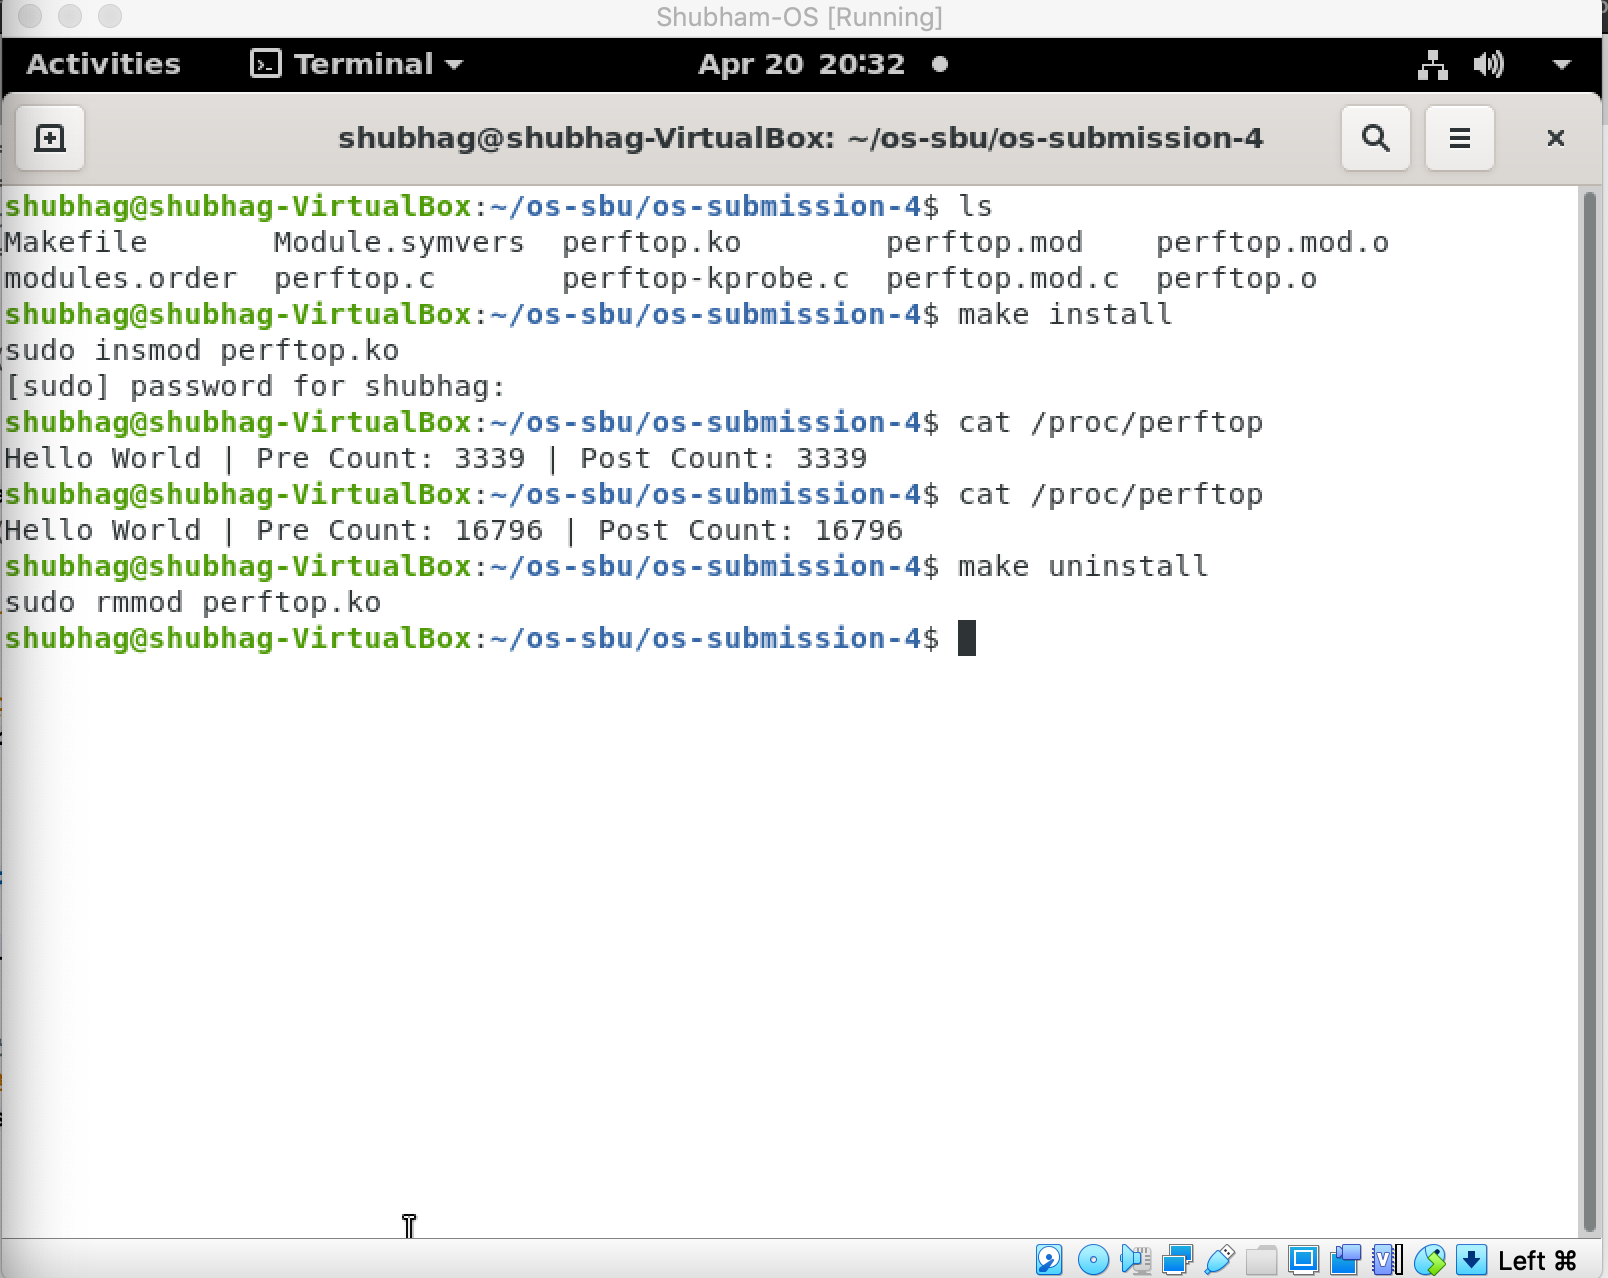 Shubham-OS [Running]
Activities Terminal Apr 20 20:32
shubhag@shubhag-VirtualBox: ~/os-sbu/os-submission-4
shubhag@shubhag-VirtualBox:~/os-sbu/os-submission-4$ ls
Makefile Module.symvers perftop.ko perftop.mod perftop.mod.o
modules.order perftop.c perftop-kprobe.c perftop.mod.c perftop.o
shubhag@shubhag-VirtualBox:~/os-sbu/os-submission-4$ make install
sudo insmod perftop.ko
[sudo] password for shubhag:
shubhag@shubhag-VirtualBox:~/os-sbu/os-submission-4$ cat /proc/perftop
Hello World | Pre Count: 3339 | Post Count: 3339
shubhag@shubhag-VirtualBox:~/os-sbu/os-submission-4$ cat /proc/perftop
Hello World | Pre Count: 16796 | Post Count: 16796
shubhag@shubhag-VirtualBox:~/os-sbu/os-submission-4$ make uninstall
sudo rmmod perftop.ko
shubhag@shubhag-VirtualBox:~/os-sbu/os-submission-4$
Left ⌘